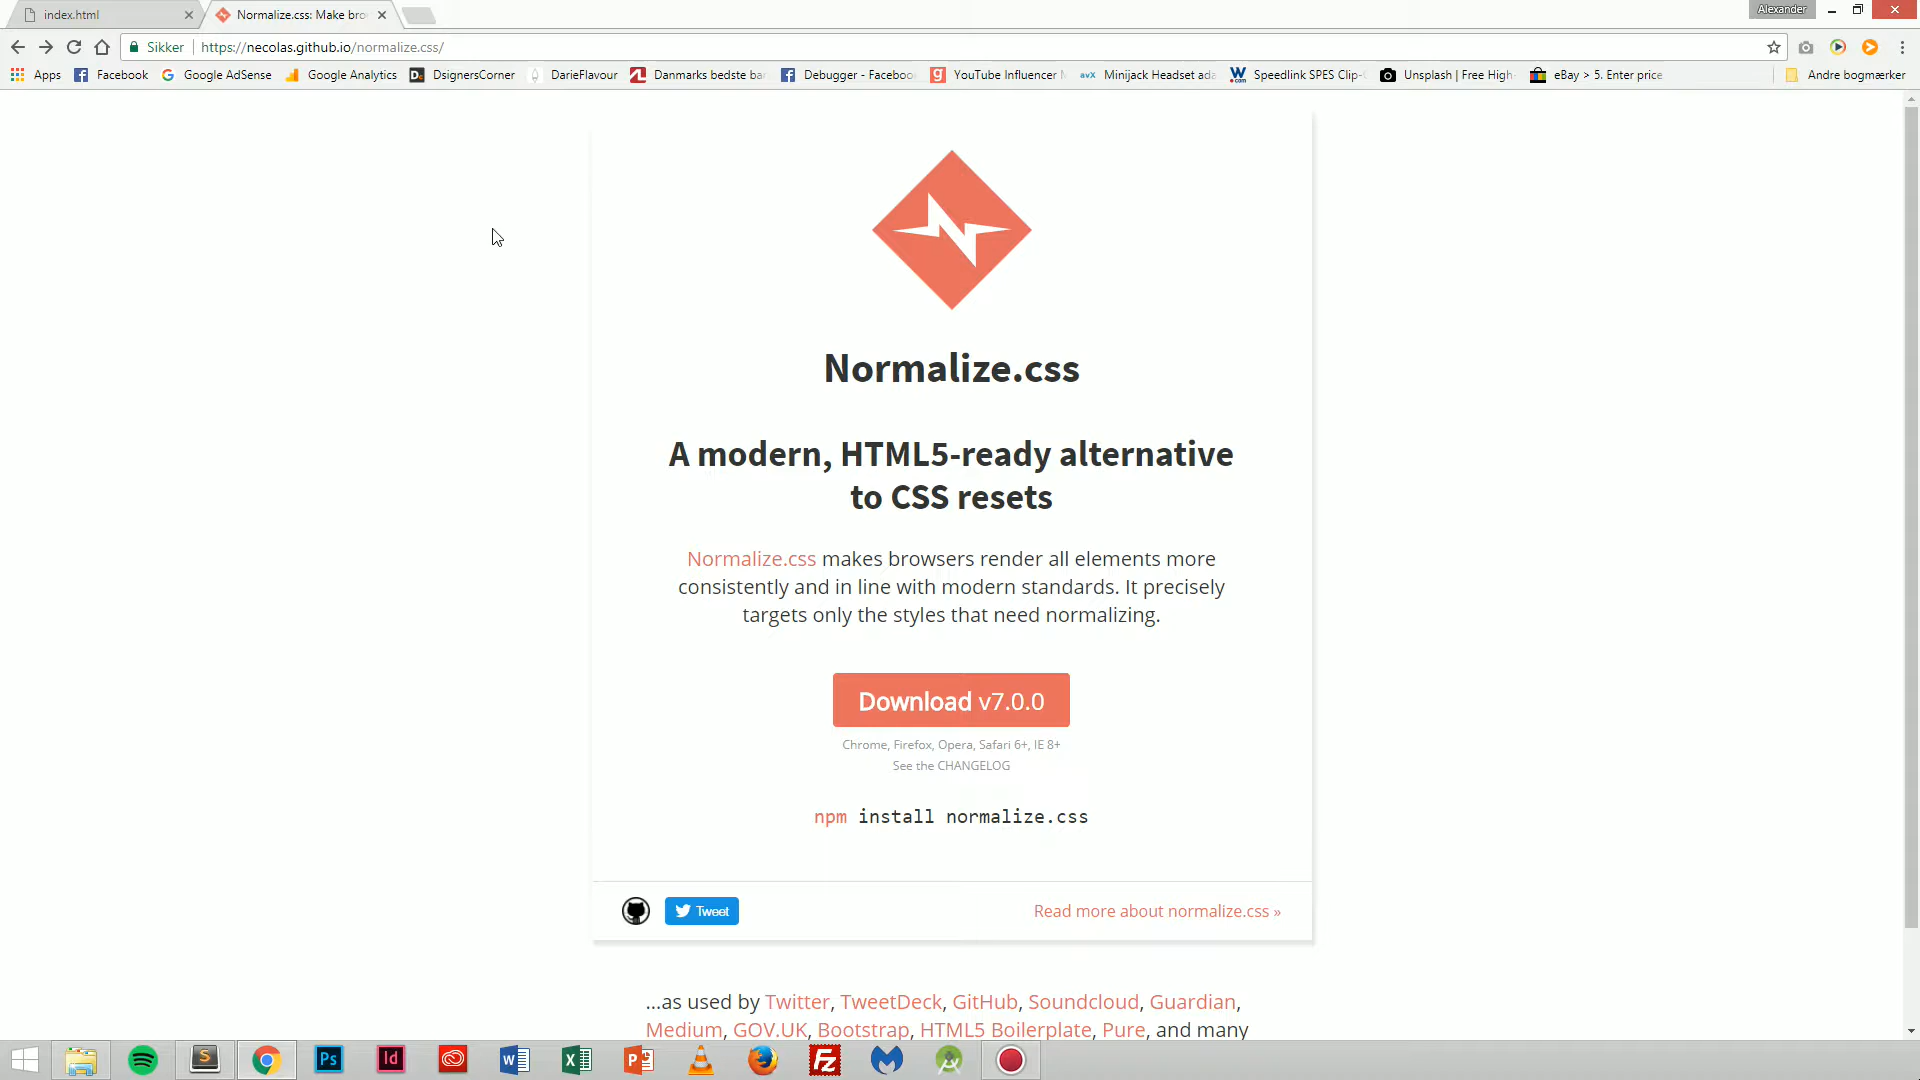 index.html
Normalize.css: Make bro
Alexander
Sikker
https://necolas.github.io/normalize.css/
Apps
Facebook
Google AdSense
Google Analytics
DsignersCorner
DarieFlavour
Danmarks bedste ba
Debugger - Faceboo
YouTube Influencer
Minijack Headset ada
Speedlink SPES Clip-
Unsplash | Free High
eBay > 5. Enter price
Andre bogmærker
Normalize.css
A modern, HTML5-ready alternative
to CSS resets
Normalize.css makes browsers render all elements more
consistently and in line with modern standards. It precisely
targets only the styles that need normalizing.
Download v7.0.0
Chrome, Firefox, Opera, Safari 6+, IE 8+
See the CHANGELOG
npm install normalize.css
Tweet
Read more about normalize.css »
...as used by Twitter, TweetDeck, GitHub, Soundcloud, Guardian,
Medium, GOV.UK, Bootstrap, HTML5 Boilerplate, Pure, and many